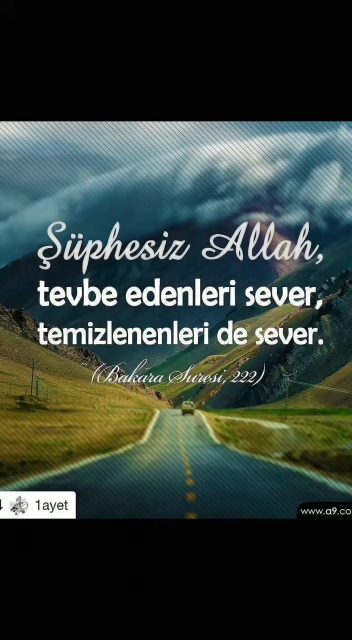 Şüphesiz Allah,
tevbe edenleri sever,
temizlenenleri de sever.
(Bakara Suresi, 222)
1ayet
www.a9.co